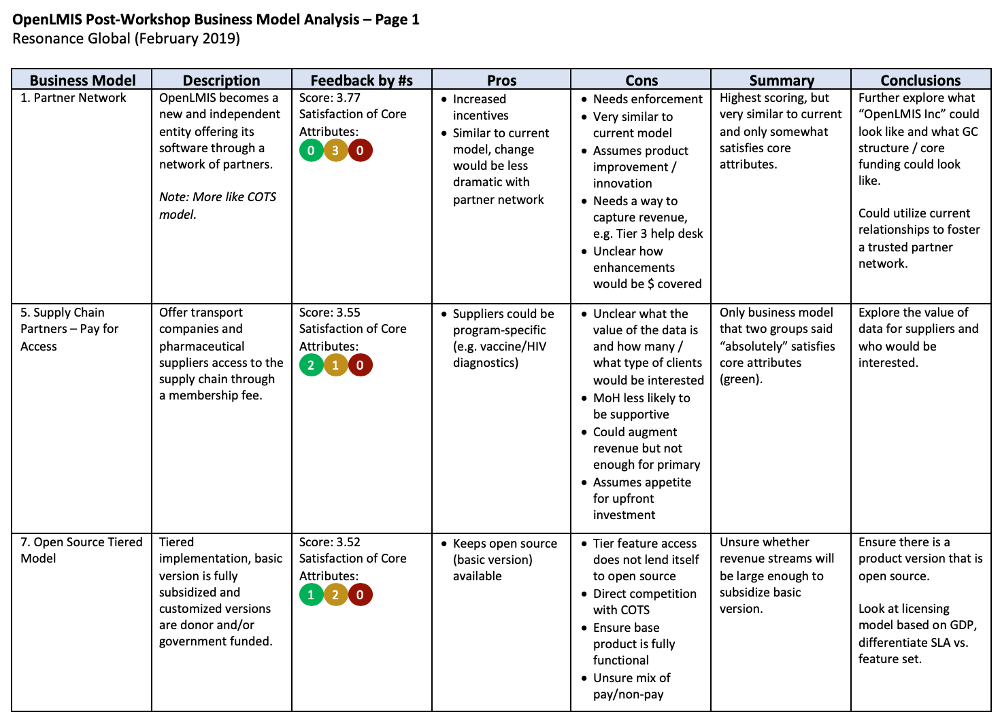 OpenLMIS Post-Workshop Business Model Analysis – Page 1
Resonance Global (February 2019)
Business Model
Description
Feedback by #s
Pros
Cons
Summary
Conclusions
1. Partner Network
OpenLMIS becomes a
new and independent
entity offering its
software through a
network of partners.
Note: More like COTS
model.
Score: 3.77
Satisfaction of Core
Attributes:
0 3 0
• Increased
incentives
• Similar to current
model, change
would be less
dramatic with
partner network
• Needs enforcement
• Very similar to
current model
• Assumes product
improvement /
innovation
• Needs a way to
capture revenue,
e.g. Tier 3 help desk
• Unclear how
enhancements
would be $ covered
Highest scoring, but
very similar to current
and only somewhat
satisfies core
attributes.
Further explore what
“OpenLMIS Inc” could
look like and what GC
structure / core
funding could look
like.
Could utilize current
relationships to foster
a trusted partner
network.
5. Supply Chain
Partners – Pay for
Access
Offer transport
companies and
pharmaceutical
suppliers access to the
supply chain through
a membership fee.
Score: 3.55
Satisfaction of Core
Attributes:
2 1 0
• Suppliers could be
program-specific
(e.g. vaccine/HIV
diagnostics)
• Unclear what the
value of the data is
and how many /
what type of clients
would be interested
• MoH less likely to
be supportive
• Could augment
revenue but not
enough for primary
• Assumes appetite
for upfront
investment
Only business model
that two groups said
“absolutely” satisfies
core attributes
(green).
Explore the value of
data for suppliers and
who would be
interested.
7. Open Source Tiered
Model
Tiered
implementation, basic
version is fully
subsidized and
customized versions
are donor and/or
government funded.
Score: 3.52
Satisfaction of Core
Attributes:
1 2 0
• Keeps open source
(basic version)
available
• Tier feature access
does not lend itself
to open source
• Direct competition
with COTS
• Ensure base
product is fully
functional
• Unsure mix of
pay/non-pay
Unsure whether
revenue streams will
be large enough to
subsidize basic
version.
Ensure there is a
product version that is
open source.
Look at licensing
model based on GDP,
differentiate SLA vs.
feature set.